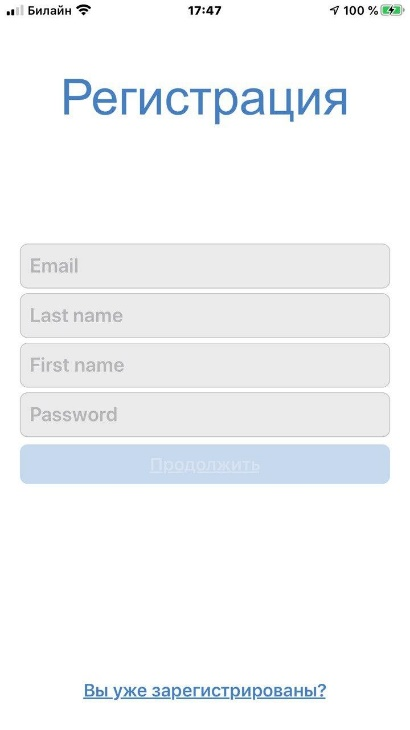 Билайн 17:47 100 %
Регистрация
Email
Last name
First name
Password
Продолжить
Вы уже зарегистрированы?